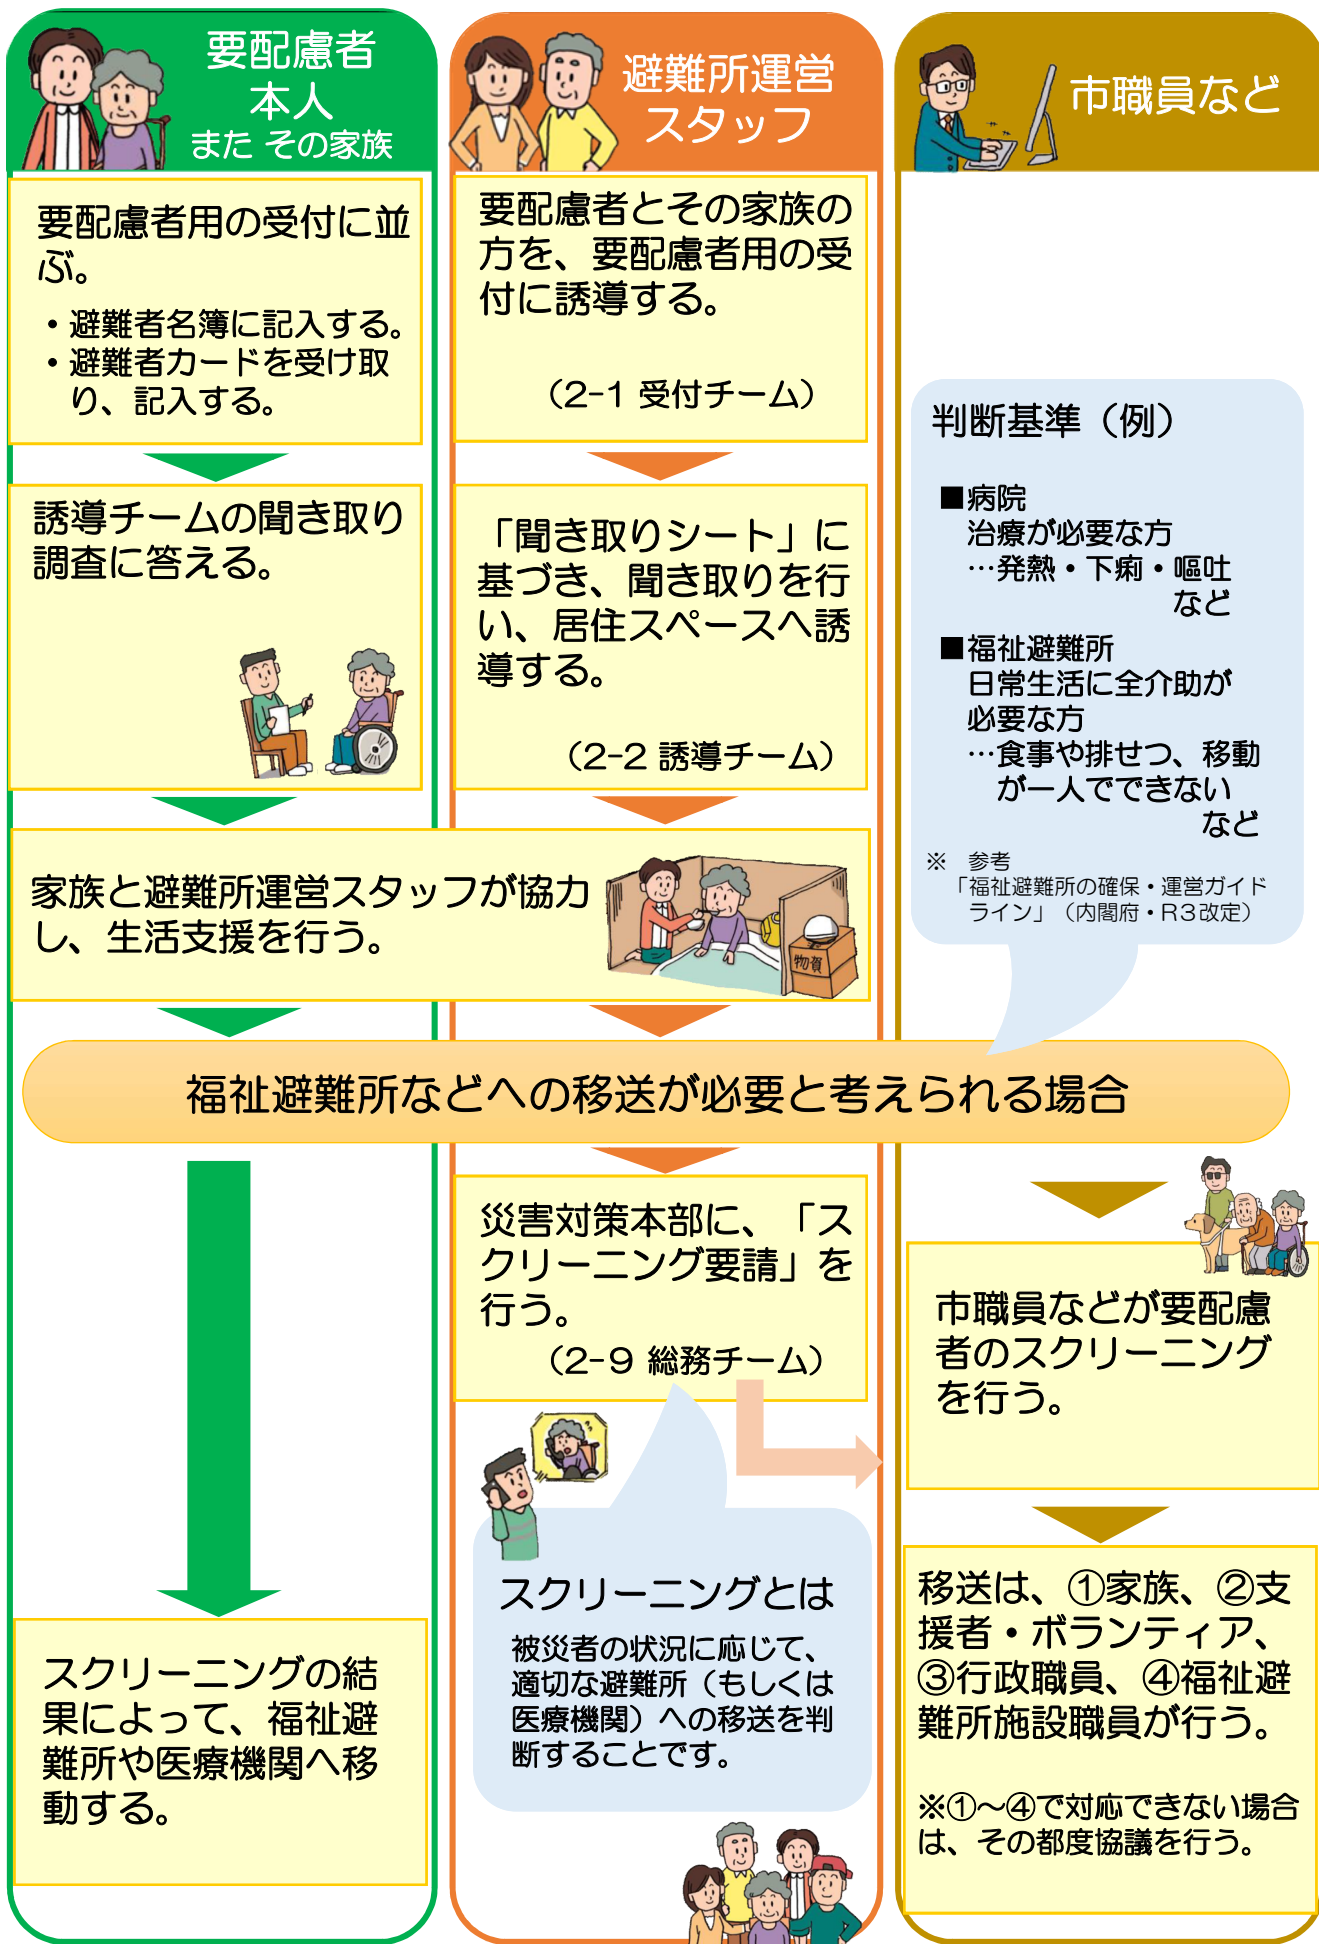 要配慮者
本人
また その家族
要配慮者用の受付に並
ぶ。
・避難者名簿に記入する。
・避難者カードを受け取
り、記入する。
誘導チームの聞き取り
調査に答える。
避難所運営
スタッフ
要配慮者とその家族の
方を、要配慮者用の受
付に誘導する。
（2-1 受付チーム）
「聞き取りシート」に
基づき、聞き取りを行
い、居住スペースへ誘
導する。
（2-2 誘導チーム）
家族と避難所運営スタッフが協力
し、生活支援を行う。
物資
市職員など
判断基準（例）
■病院
治療が必要な方
…発熱・下痢・嘔吐
など
■福祉避難所
日常生活に全介助が
必要な方
…食事や排せつ、移動
が一人でできない
など
※　参考
「福祉避難所の確保・運営ガイド
ライン」（内閣府・R3改定）
福祉避難所などへの移送が必要と考えられる場合
スクリーニングの結
果によって、福祉避
難所や医療機関へ移
動する。
災害対策本部に、「ス
クリーニング要請」を
行う。
（2-9 総務チーム）
スクリーニングとは
被災者の状況に応じて、
適切な避難所（もしくは
医療機関）への移送を判
断することです。
市職員などが要配慮
者のスクリーニング
を行う。
移送は、①家族、②支
援者・ボランティア、
③行政職員、④福祉避
難所施設職員が行う。
※①～④で対応できない場合
は、その都度協議を行う。